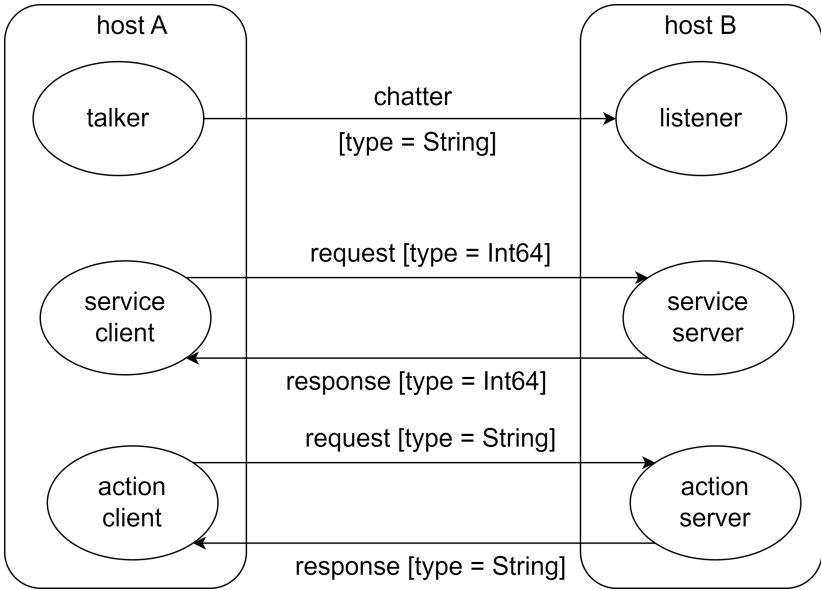 host A
host B
talker
chatter
[type = String]
listener
request [type = Int64]
service
client
service
server
response [type = Int64]
request [type = String]
action
client
action
server
response [type = String]